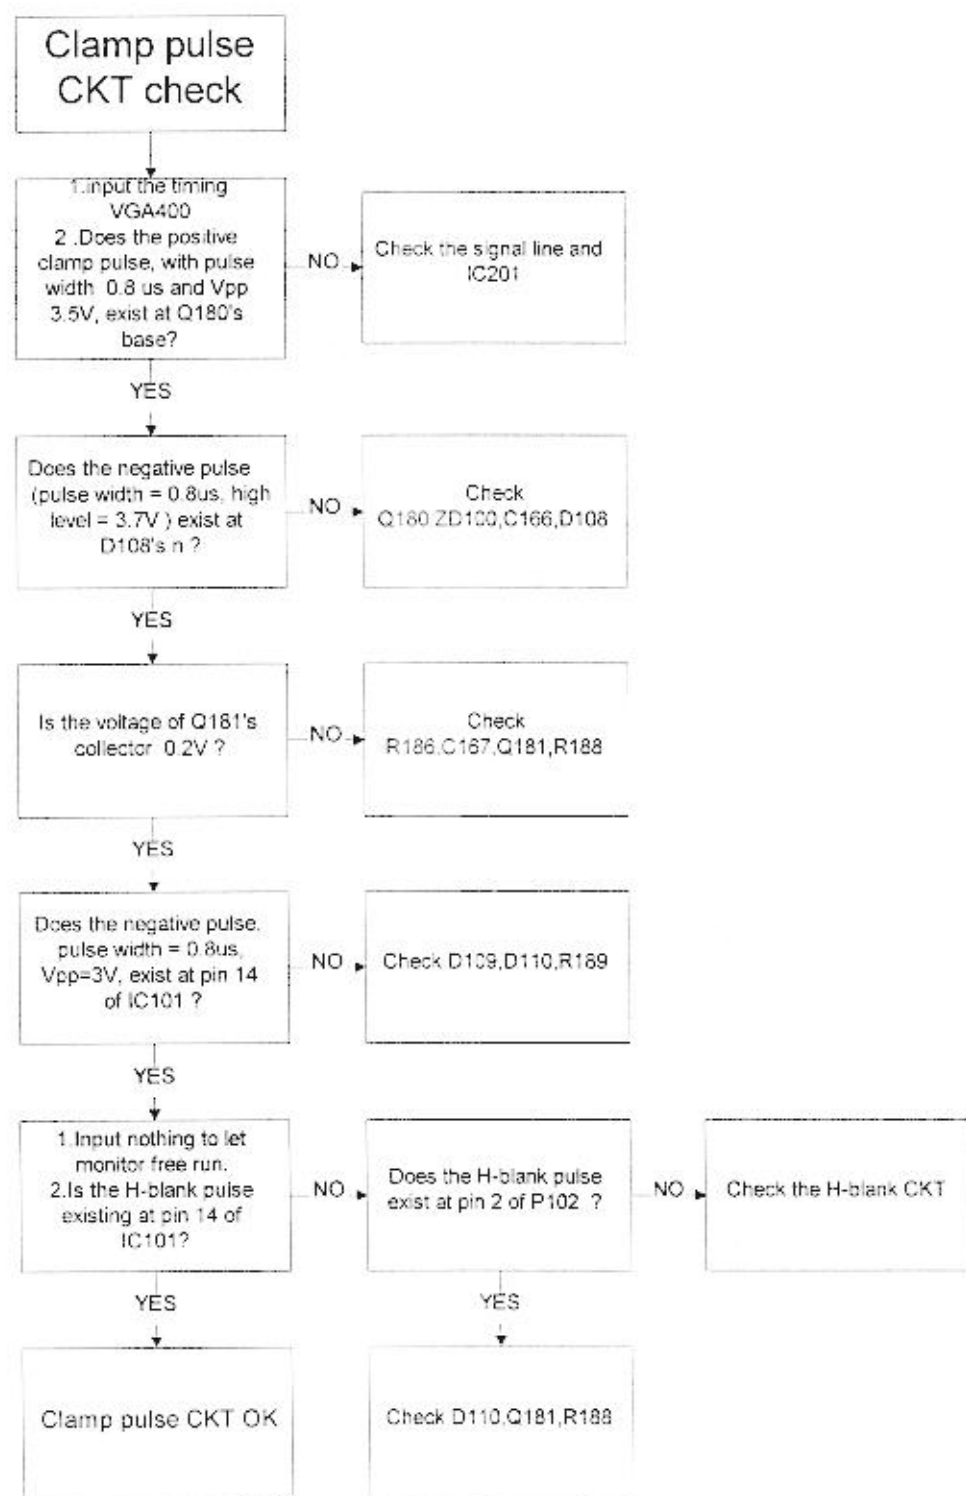 Clamp pulse
CKT check
1.Input the timing
VGA400
2 .Does the positive
clamp pulse, with pulse
width 0.8 us and Vpp
3.5V, exist at Q180's
base?
NO
Check the signal line and
IC201
YES
Does the negative pulse
(pulse width = 0.8us, high
level = 3.7V ) exist at
D108's n ?
NO
Check
Q180,ZD100,C166,D108
YES
Is the voltage of Q181's
collector 0.2V ?
NO
Check
R186,C167,Q181,R188
YES
Does the negative pulse,
pulse width = 0.8us,
Vpp=3V, exist at pin 14
of IC101 ?
NO
Check D109,D110,R189
YES
1.Input nothing to let
monitor free run.
2.Is the H-blank pulse
existing at pin 14 of
IC101?
NO
Does the H-blank pulse
exist at pin 2 of P102 ?
NO
Check the H-blank CKT
YES
YES
Clamp pulse CKT OK
Check D110,Q181,R188